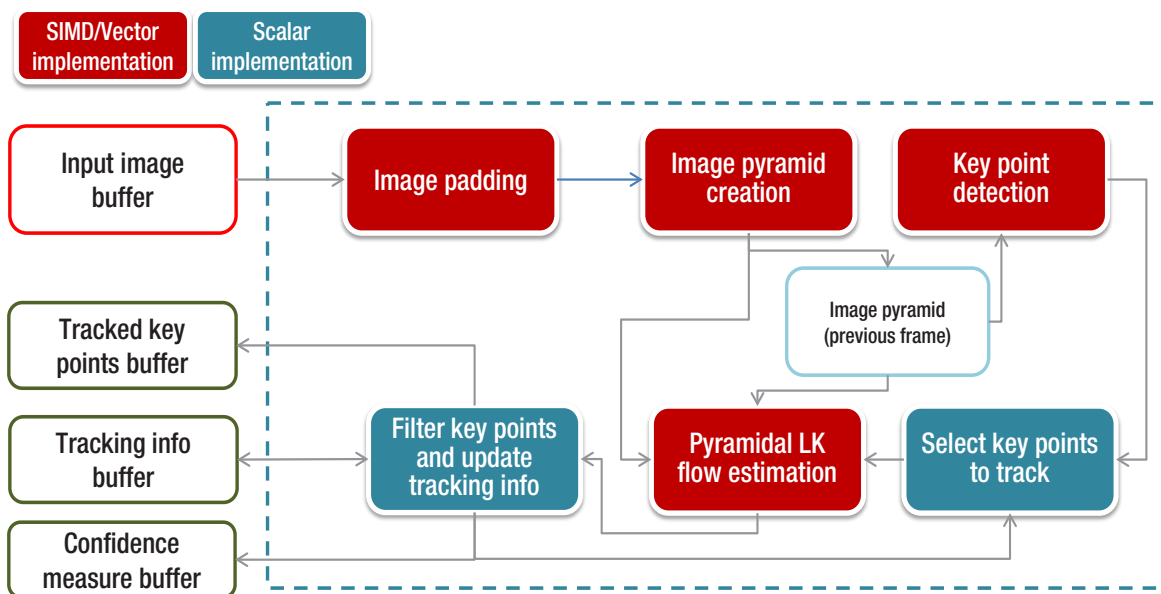 SIMD/Vector
implementation
Scalar
implementation
Input image
buffer
Image padding
Image pyramid
creation
Key point
detection
Image pyramid
(previous frame)
Tracked key
points buffer
Tracking info
buffer
Confidence
measure buffer
Filter key points
and update
tracking info
Pyramidal LK
flow estimation
Select key points
to track